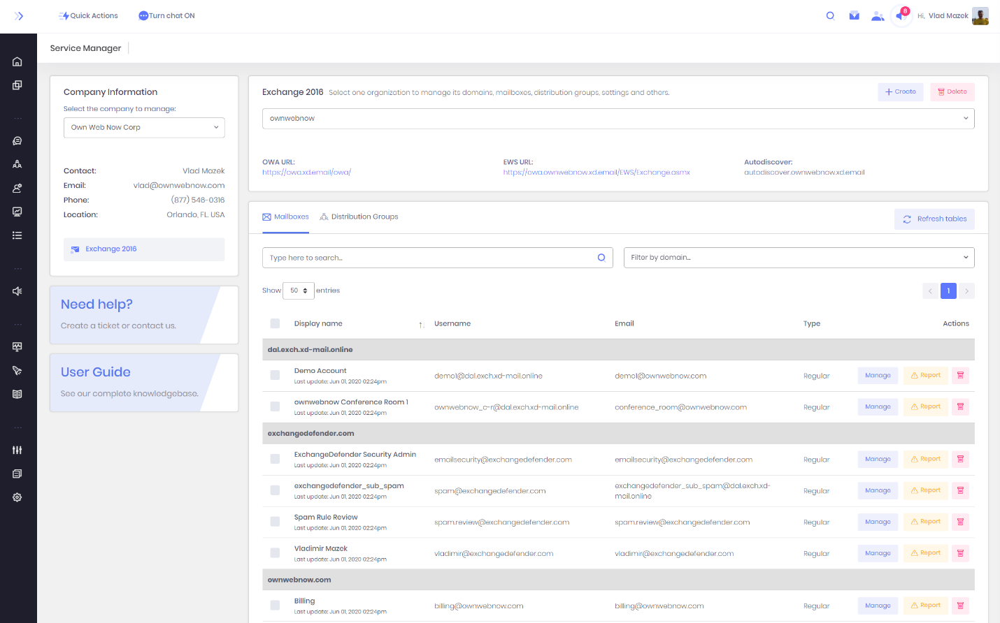 Quick Actions
Turn chat ON
8
Hi, Vlad Mazek
Service Manager
Company Information
Select the company to manage:
Own Web Now Corp
Contact: Vlad Mazek
Email: vlad@ownwebnow.com
Phone: (877) 546-0316
Location: Orlando, FL. USA
Exchange 2016
Need help?
Create a ticket or contact us.
User Guide
See our complete knowledgebase.
Exchange 2016 Select one organization to manage its domains, mailboxes, distribution groups, settings and others.
Create
Delete
ownwebnow
OWA URL:
https://owa.xd.email/owa/
EWS URL:
https://owa.ownwebnow.xd.email/EWS/Exchange.asmx
Autodiscover:
autodiscover.ownwebnow.xd.email
Mailboxes
Distribution Groups
Refresh tables
Type here to search...
Filter by domain...
Show 50 entries
1
Display name Username Email Type Actions
dal.exch.xd-mail.online
Demo Account
Last update: Jun 01, 2020 02:24pm
demo1@dal.exch.xd-mail.online
demo1@ownwebnow.com
Regular
Manage
Report
ownwebnow Conference Room 1
Last update: Jun 01, 2020 02:24pm
ownwebnow_c-r@dal.exch.xd-mail.online
conference_room@ownwebnow.com
Regular
Manage
Report
exchangedefender.com
ExchangeDefender Security Admin
Last update: Jun 01, 2020 02:24pm
emailsecurity@exchangedefender.com
emailsecurity@exchangedefender.com
Regular
Manage
Report
exchangedefender_sub_spam
Last update: Jun 01, 2020 02:24pm
spam@exchangedefender.com
exchangedefender_sub_spam@dal.exch.xd-
mail.online
Regular
Manage
Report
Spam Rule Review
Last update: Jun 01, 2020 02:24pm
spam.review@exchangedefender.com
spam.review@exchangedefender.com
Regular
Manage
Report
Vladimir Mazek
Last update: Jun 01, 2020 02:24pm
vladimir@exchangedefender.com
vladimir@exchangedefender.com
Regular
Manage
Report
ownwebnow.com
Billing
Last update: Jun 01, 2020 02:24pm
billing@ownwebnow.com
billing@ownwebnow.com
Regular
Manage
Report